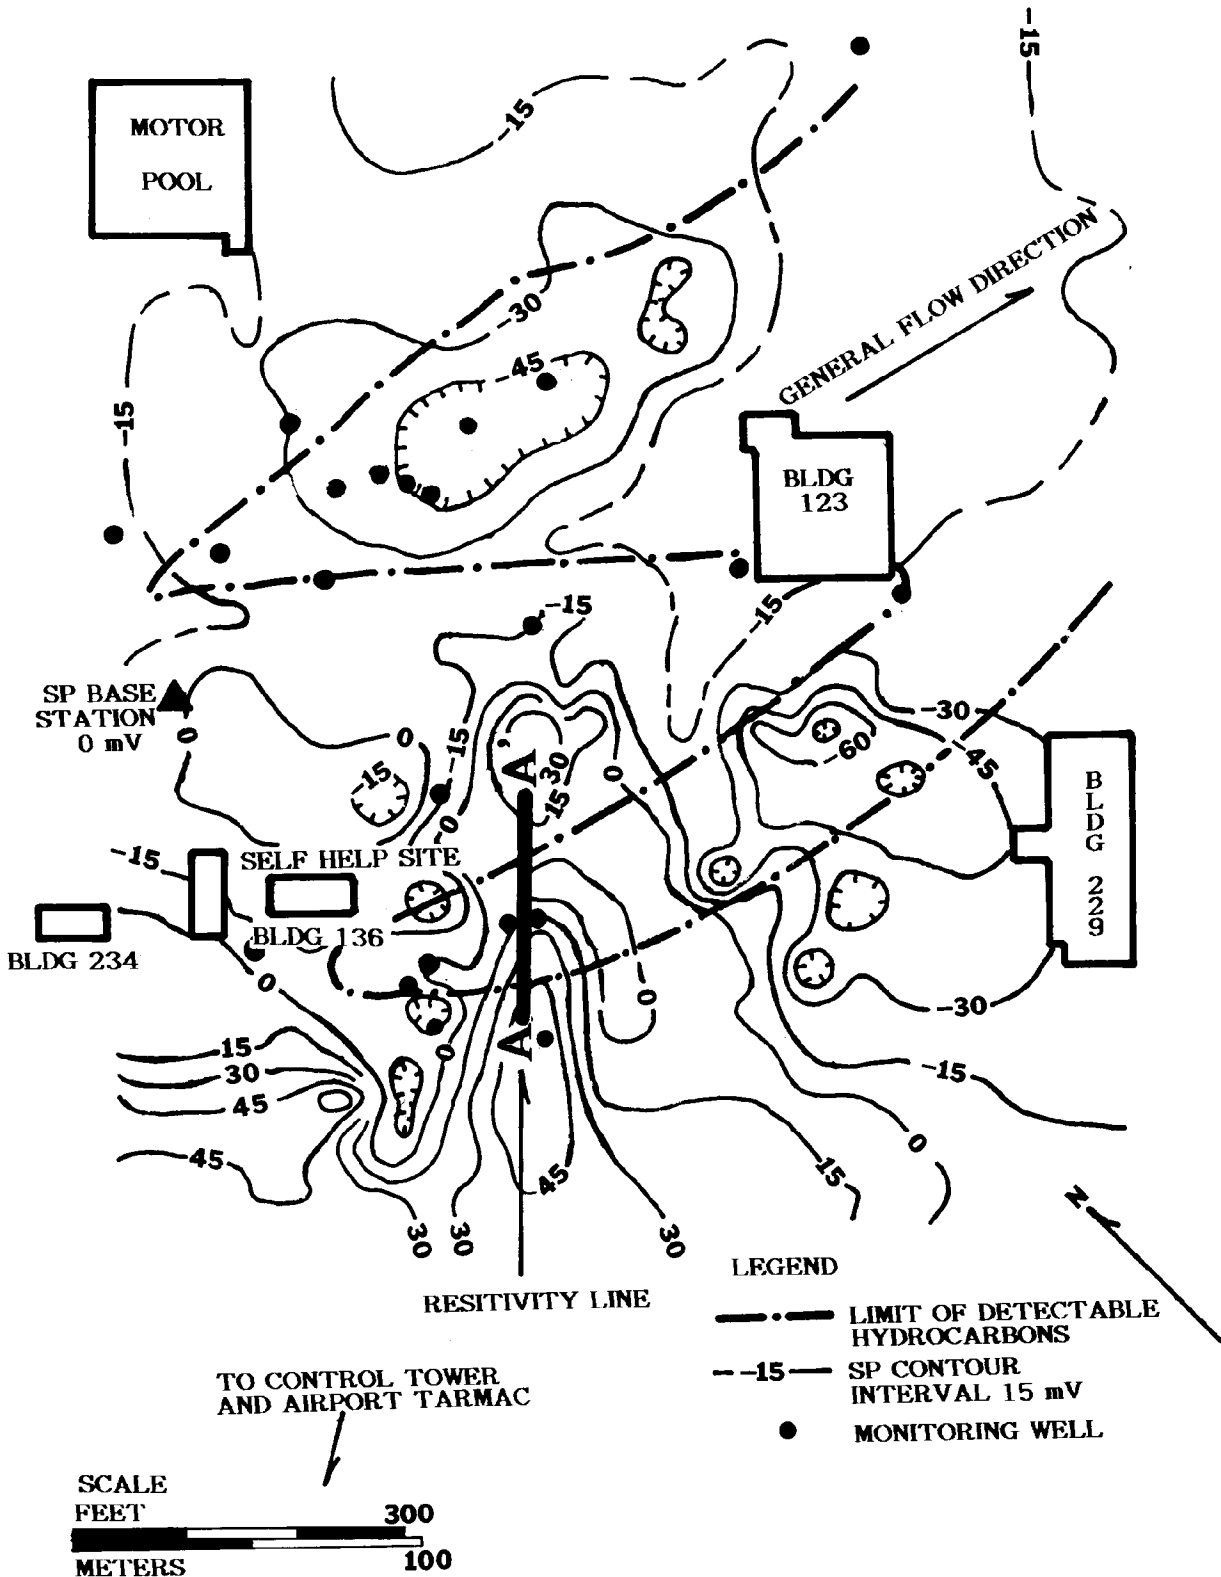 -15
-15
MOTOR
POOL
GENERAL FLOW DIRECTION
-30
-45
-15
BLDG
123
-15
-15
SP BASE
STATION
0 mV
0
0
-15
-15
A'
30
15
0
-30
-60
-45
BLDG 229
-15
SELF HELP SITE
0
BLDG 136
BLDG 234
0
0
-30
15
30
45
0
A
-15
45
45
0
15
30
30
30
N
RESITIVITY LINE
LEGEND
LIMIT OF DETECTABLE
HYDROCARBONS
-15
SP CONTOUR
INTERVAL 15 mV
MONITORING WELL
TO CONTROL TOWER
AND AIRPORT TARMAC
SCALE
FEET
300
METERS
100